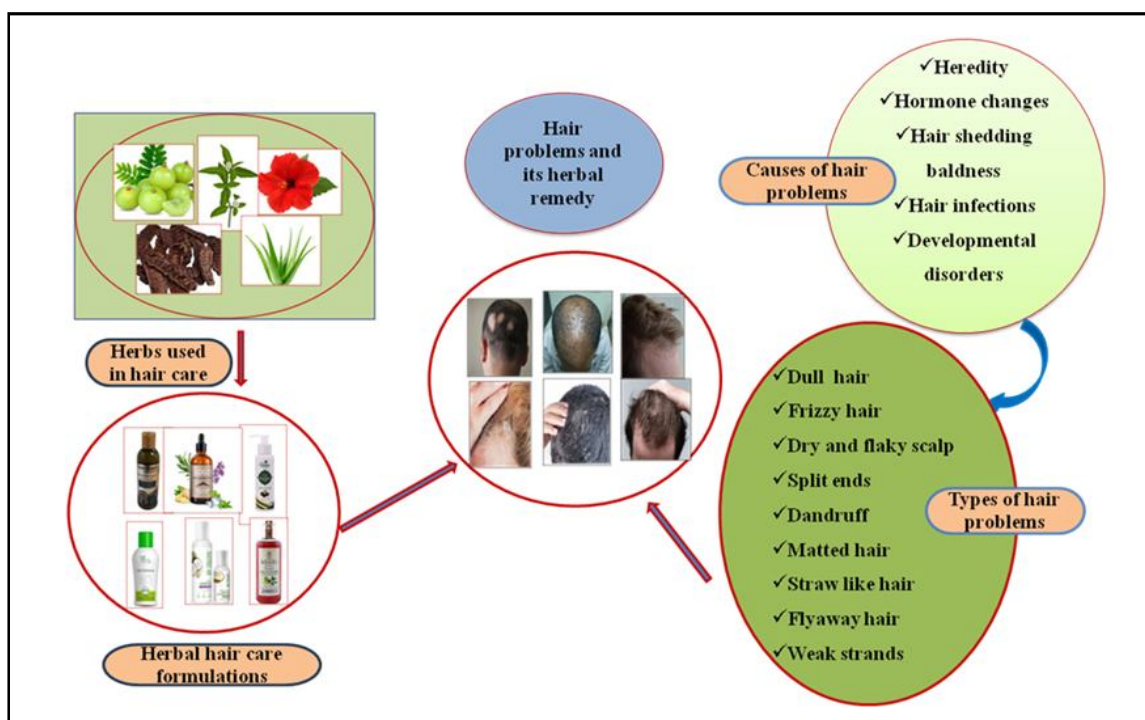 Hair
problems and
its herbal
remedy
Herbs used
in hair care
Herbal hair care
formulations
Causes of hair
problems
✓Heredity
✓Hormone changes
✓Hair shedding
baldness
✓Hair infections
✓Developmental
disorders
Types of hair
problems
✓Dull hair
✓Frizzy hair
✓Dry and flaky scalp
✓Split ends
✓Dandruff
✓Matted hair
✓Straw like hair
✓Flyaway hair
✓Weak strands